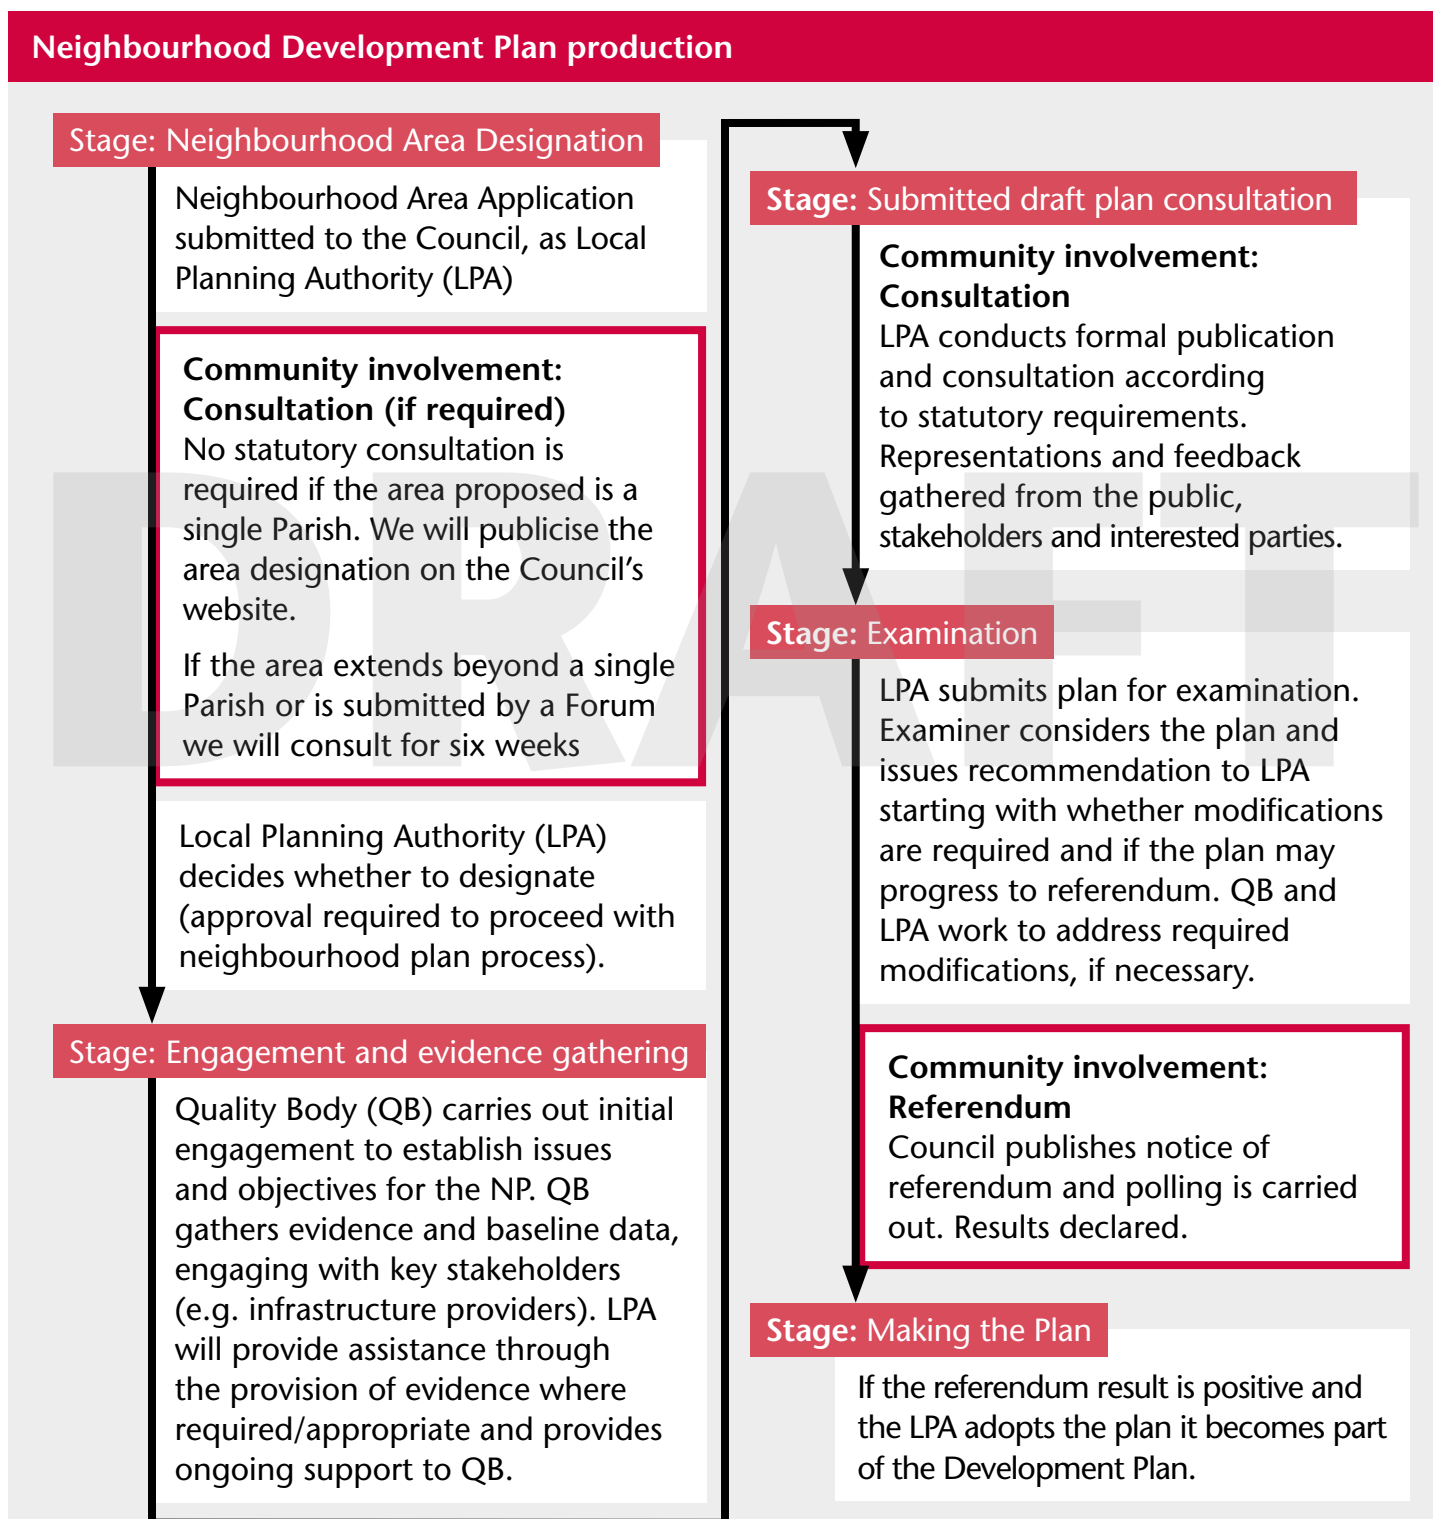 Neighbourhood Development Plan production
Stage: Neighbourhood Area Designation
Neighbourhood Area Application
submitted to the Council, as Local
Planning Authority (LPA)
Community involvement:
Consultation (if required)
No statutory consultation is
required if the area proposed is a
single Parish. We will publicise the
area designation on the Council's
website.
If the area extends beyond a single
Parish or is submitted by a Forum
we will consult for six weeks
Local Planning Authority (LPA)
decides whether to designate
(approval required to proceed with
neighbourhood plan process).
Stage: Engagement and evidence gathering
Quality Body (QB) carries out initial
engagement to establish issues
and objectives for the NP. QB
gathers evidence and baseline data,
engaging with key stakeholders
(e.g. infrastructure providers). LPA
will provide assistance through
the provision of evidence where
required/appropriate and provides
ongoing support to QB.
Stage: Submitted draft plan consultation
Community involvement:
Consultation
LPA conducts formal publication
and consultation according
to statutory requirements.
Representations and feedback
gathered from the public,
stakeholders and interested parties.
Stage: Examination
LPA submits plan for examination.
Examiner considers the plan and
issues recommendation to LPA
starting with whether modifications
are required and if the plan may
progress to referendum. QB and
LPA work to address required
modifications, if necessary.
Community involvement:
Referendum
Council publishes notice of
referendum and polling is carried
out. Results declared.
Stage: Making the Plan
If the referendum result is positive and
the LPA adopts the plan it becomes part
of the Development Plan.
DRAFT